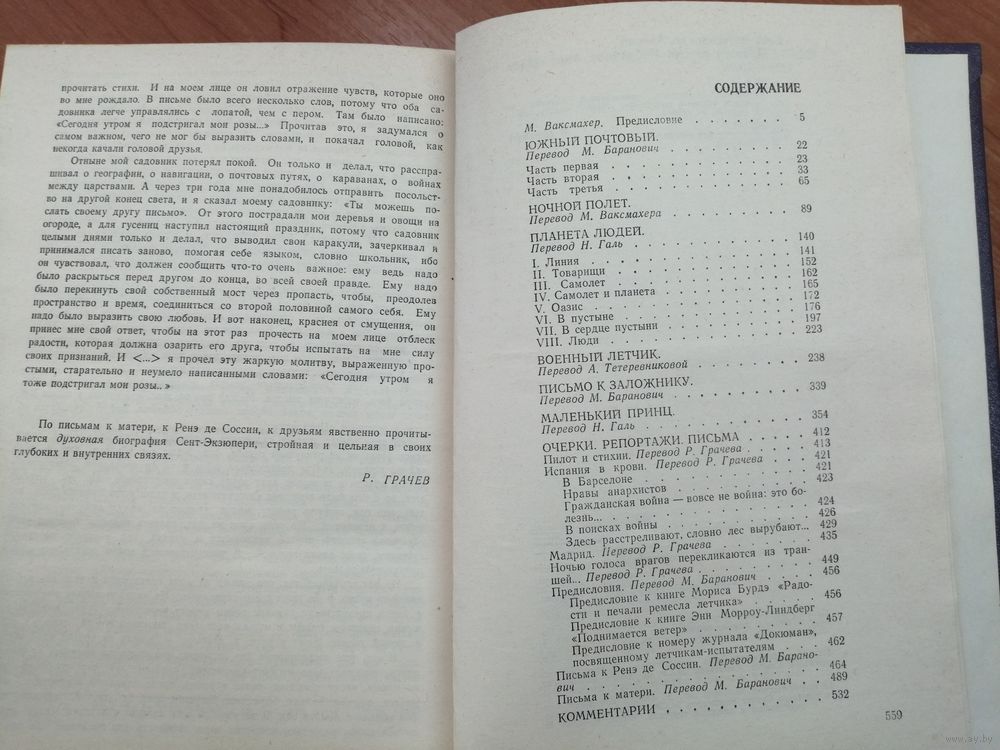 прочитать стихи. И на моем лице он ловил отражение чувств, которые оно
во мне рождало. В письме было всего несколько слов, потому что оба са-
довника легче управлялись с лопатой, чем с пером. Там было написано:
«Сегодня утром я подстригал мои розы...» Прочитав это, я задумался о
самом важном, чего не мог бы выразить словами, и покачал головой, как
некогда качали головой друзья.
Отныне мой садовник потерял покой. Он только и делал, что расспра-
шивал о географии, о навигации, о почтовых путях, о караванах, о войнах
между царствами. А через три года мне понадобилось отправить посольст-
во на другой конец света, и я сказал моему садовнику: «Ты можешь по-
слать своему другу письмо». От этого пострадали мои деревья и овощи на
огороде, а для гусениц наступил настоящий праздник, потому что садовник
целыми днями только и делал, что выводил свои каракули, зачеркивал и
принимался писать заново, помогая себе языком, словно школьник, ибо
он чувствовал, что должен сообщить что-то очень важное: ему ведь надо
было раскрыться перед другом до конца, во всей своей правде. Ему надо
было перекинуть свой собственный мост через пропасть, чтобы, преодолев
пространство и время, соединиться со второй половиной самого себя. Ему
надо было выразить свою любовь. И вот наконец, краснея от смущения, он
принес мне свой ответ, чтобы на этот раз прочесть на моем лице отблеск
радости, которая должна озарить его друга, чтобы испытать на мне силу
своих признаний. И <...> я прочел эту жаркую молитву, выраженную про-
стыми, старательно и неумело написанными словами: «Сегодня утром я
тоже подстригал мои розы..»
По письмам к матери, к Ренэ де Соссин, к друзьям явственно прочиты-
вается духовная биография Сент-Экзюпери, стройная и цельная в своих
глубоких и внутренних связях.
Р. ГРАЧЕВ
СОДЕРЖАНИЕ
М. Ваксмахер. Предисловие . . . . . . . 5
ЮЖНЫЙ ПОЧТОВЫЙ.
Перевод М. Баранович . . . . . . . . 22
Часть первая . . . . . . . . . . . 23
Часть вторая . . . . . . . . . . . 33
Часть третья . . . . . . . . . . . 65
НОЧНОЙ ПОЛЕТ.
Перевод М. Ваксмахера . . . . . . . . 89
ПЛАНЕТА ЛЮДЕЙ.
Перевод Н. Галь . . . . . . . . . . 140
I. Линия . . . . . . . . . . . . 141
II. Товарищи . . . . . . . . . . . 152
III. Самолет . . . . . . . . . . . 162
IV. Самолет и планета . . . . . . . . 165
V. Оазис . . . . . . . . . . . . 172
VI. В пустыне . . . . . . . . . . . 176
VII. В сердце пустыни . . . . . . . . 197
VIII. Люди . . . . . . . . . . . . 223
ВОЕННЫЙ ЛЕТЧИК.
Перевод А. Тетеревниковой . . . . . . . 238
ПИСЬМО К ЗАЛОЖНИКУ.
Перевод М. Баранович . . . . . . . . 339
МАЛЕНЬКИЙ ПРИНЦ.
Перевод Н. Галь . . . . . . . . . . 354
ОЧЕРКИ. РЕПОРТАЖИ. ПИСЬМА . . . . . 412
Пилот и стихии. Перевод Р. Грачева . . . . 413
Испания в крови. Перевод Р. Грачева . . . . 421
В Барселоне . . . . . . . . . . . 421
Нравы анархистов . . . . . . . . . 423
Гражданская война — вовсе не война: это бо-
лезнь... . . . . . . . . . . . . 424
В поисках войны . . . . . . . . . 426
Здесь расстреливают, словно лес вырубают... 429
Мадрид. Перевод Р. Грачева . . . . . . 435
Ночью голоса врагов перекликаются из тран-
шей... Перевод Р. Грачева . . . . . . . 449
Предисловия. Перевод М. Баранович . . . . 456
Предисловие к книге Мориса Бурдэ «Радо-
сти и печали ремесла летчика» . . . . . 456
Предисловие к книге Энн Морроу-Линдберг
«Поднимается ветер» . . . . . . . . 457
Предисловие к номеру журнала «Докюман»,
посвященному летчикам-испытателям . . . . 462
Письма к Ренэ де Соссин. Перевод М. Барано-
вич . . . . . . . . . . . . . . 464
Письма к матери. Перевод М. Баранович . . 489
КОММЕНТАРИИ . . . . . . . . . . . 532
559
www.ay.by